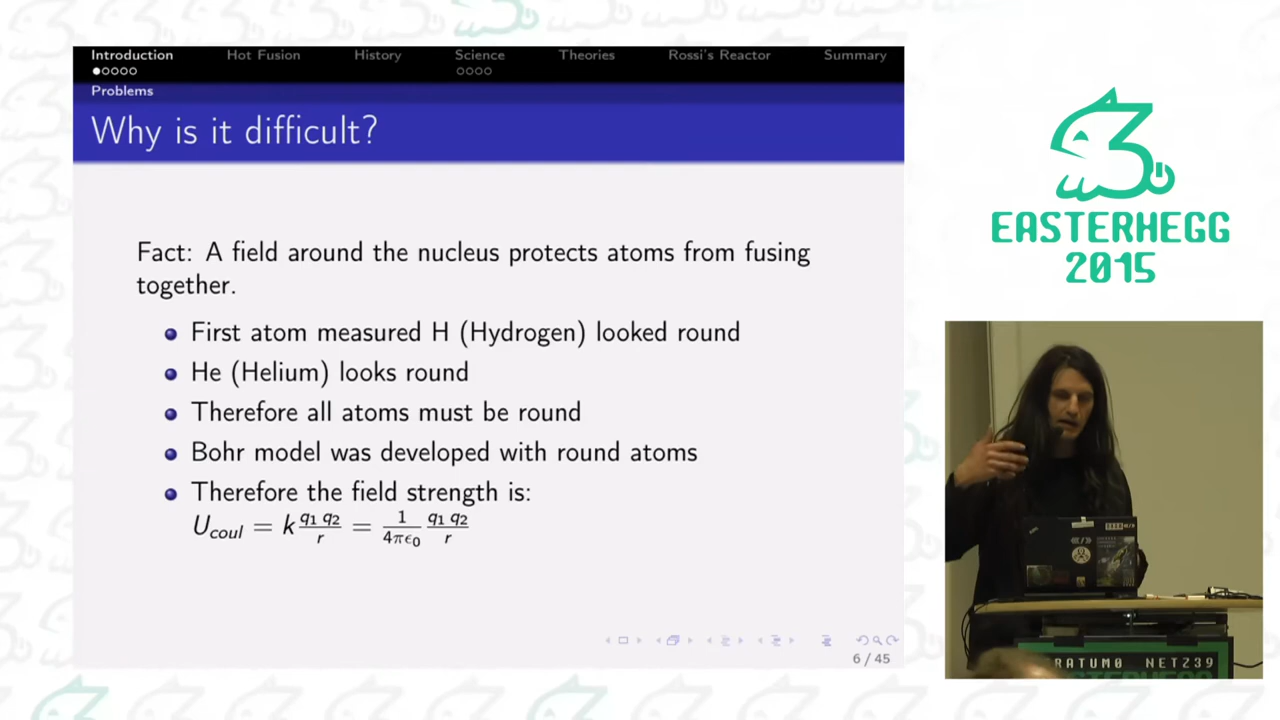 Introduction Hot Fusion History Science Theories Rossi's Reactor Summary
Problems
Why is it difficult?
Fact: A field around the nucleus protects atoms from fusing
together.
First atom measured H (Hydrogen) looked round
He (Helium) looks round
Therefore all atoms must be round
Bohr model was developed with round atoms
Therefore the field strength is:
U_coul = k q₁ q₂ / r = 1 / 4πϵ₀ q₁ q₂ / r
6 / 45
EASTERHEGG
2015
RATUM0 NET239